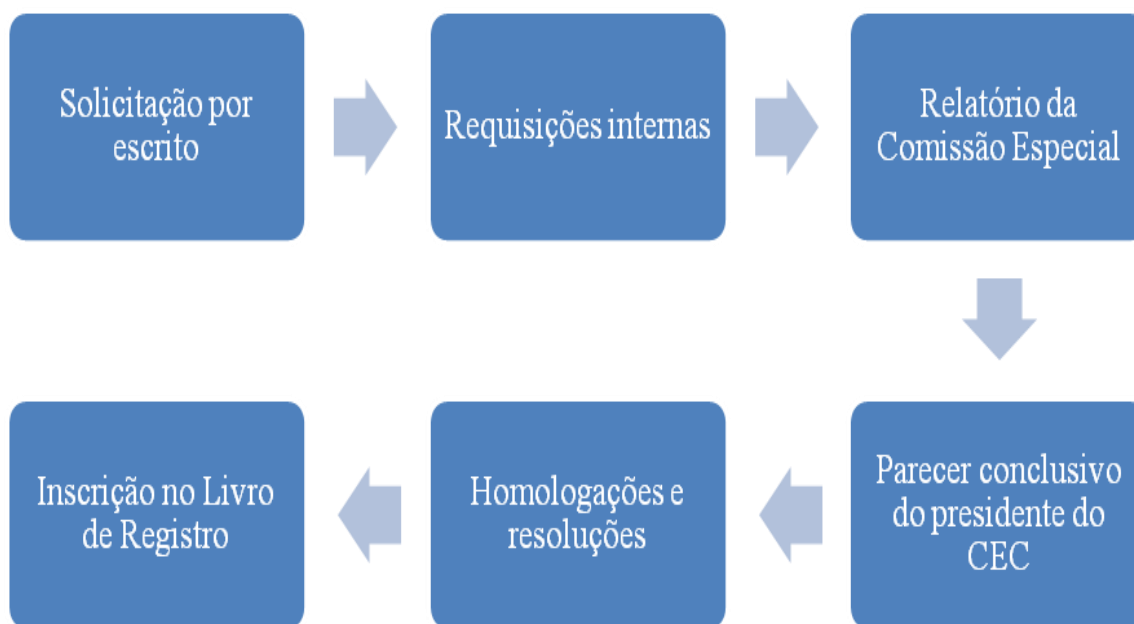 Solicitação por
escrito
Requisições internas
Relatório da
Comissão Especial
Parecer conclusivo
do presidente do
CEC
Homologações e
resoluções
Inscrição no Livro
de Registro